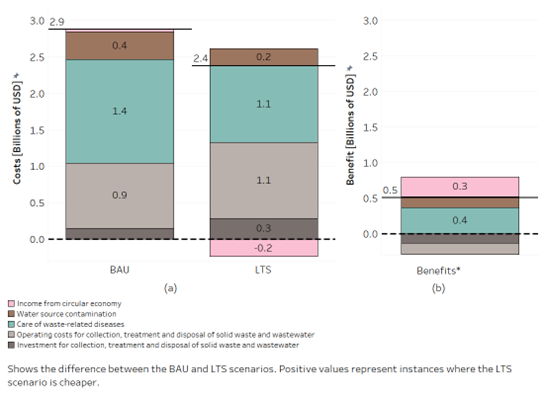 3.0
2.9
2.5
2.0
1.5
1.0
0.5
0.0
Costs [Billions of USD] *
0.4
1.4
0.9
2.4
0.2
1.1
1.1
0.3
-0.2
BAU
LTS
(a)
3.0
2.5
2.0
1.5
1.0
0.5
0.0
Benefit [Billions of USD] *
0.5
0.3
0.4
Benefits*
(b)
Income from circular economy
Water source contamination
Care of waste-related diseases
Operating costs for collection, treatment and disposal of solid waste and wastewater
Investment for collection, treatment and disposal of solid waste and wastewater
Shows the difference between the BAU and LTS scenarios. Positive values represent instances where the LTS
scenario is cheaper.